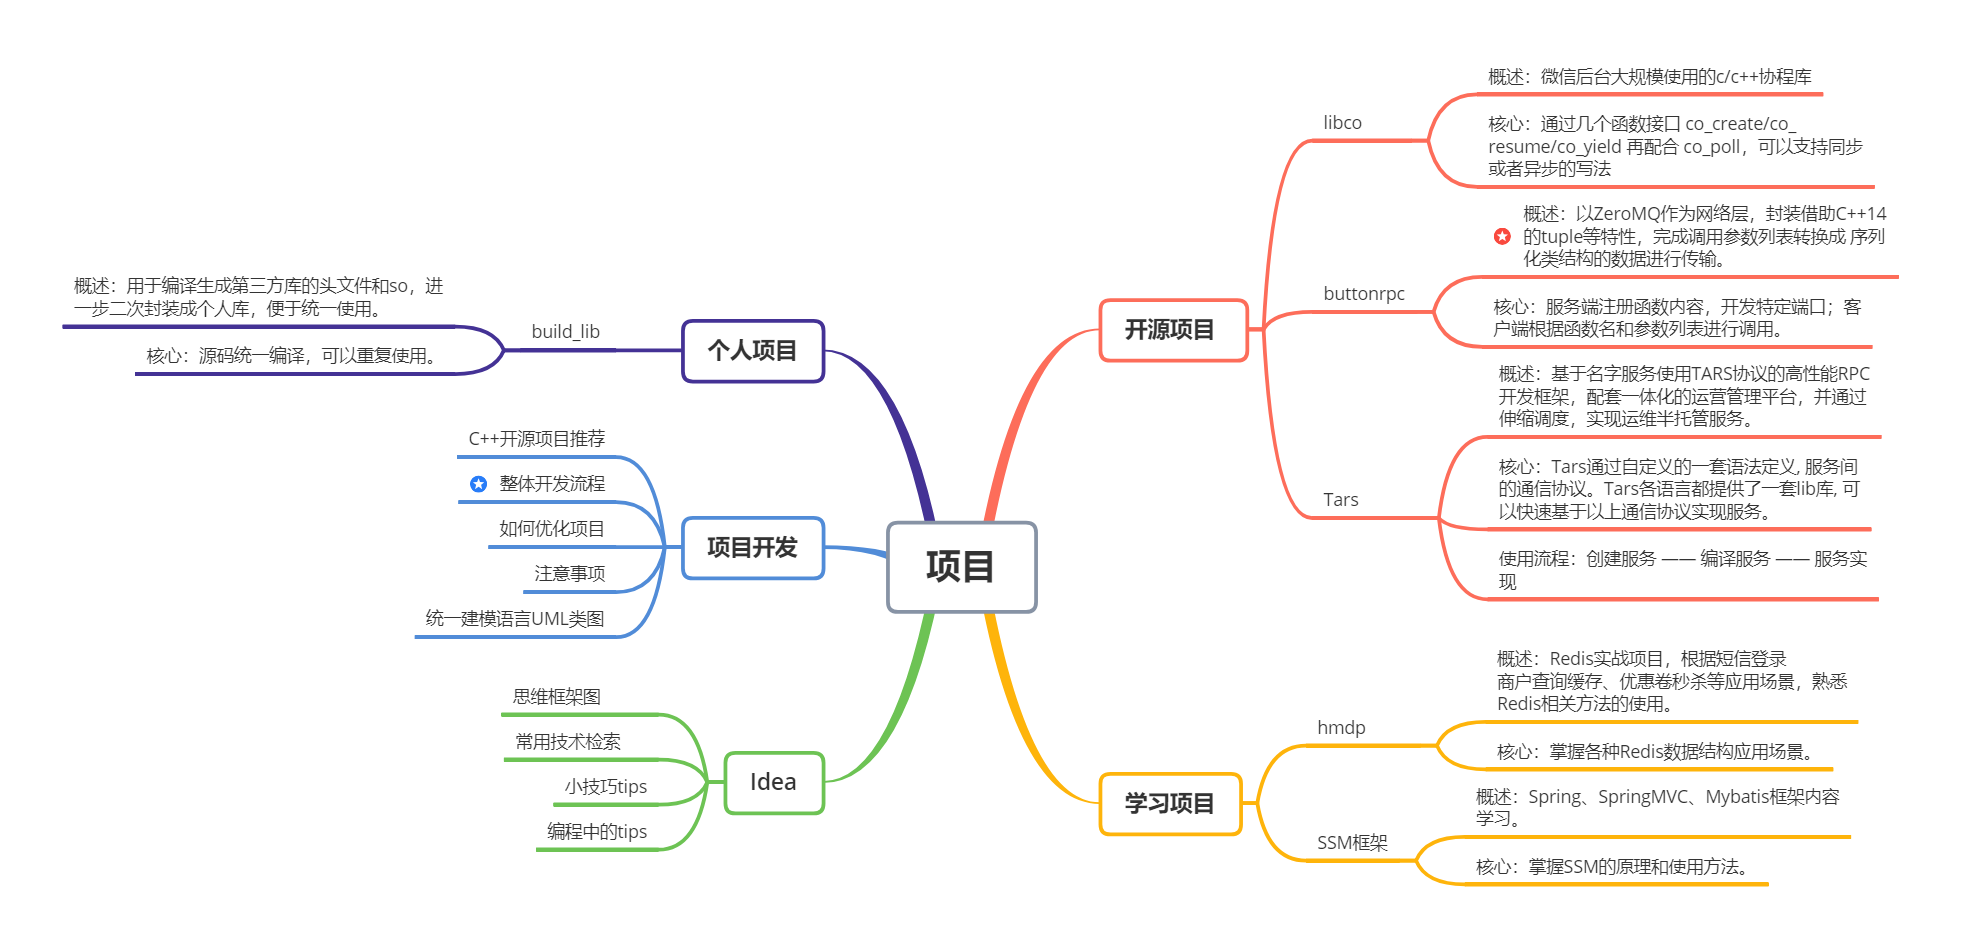 项目
开源项目
libco
概述：微信后台大规模使用的c/c++协程库
核心：通过几个函数接口 co_create/co_
resume/co_yield 再配合 co_poll，可以支持同步
或者异步的写法
buttonrpc
概述：以ZeroMQ作为网络层，封装借助C++14
的tuple等特性，完成调用参数列表转换成 序列
化类结构的数据进行传输。
核心：服务端注册函数内容，开发特定端口；客
户端根据函数名和参数列表进行调用。
Tars
概述：基于名字服务使用TARS协议的高性能RPC
开发框架，配套一体化的运营管理平台，并通过
伸缩调度，实现运维半托管服务。
核心：Tars通过自定义的一套语法定义, 服务间
的通信协议。Tars各语言都提供了一套lib库, 可
以快速基于以上通信协议实现服务。
使用流程：创建服务 —— 编译服务 —— 服务实
现
学习项目
hmdp
概述：Redis实战项目，根据短信登录
商户查询缓存、优惠卷秒杀等应用场景，熟悉
Redis相关方法的使用。
核心：掌握各种Redis数据结构应用场景。
SSM框架
概述：Spring、SpringMVC、Mybatis框架内容
学习。
核心：掌握SSM的原理和使用方法。
个人项目
build_lib
概述：用于编译生成第三方库的头文件和so，进
一步二次封装成个人库，便于统一使用。
核心：源码统一编译，可以重复使用。
项目开发
C++开源项目推荐
整体开发流程
如何优化项目
注意事项
统一建模语言UML类图
Idea
思维框架图
常用技术检索
小技巧tips
编程中的tips